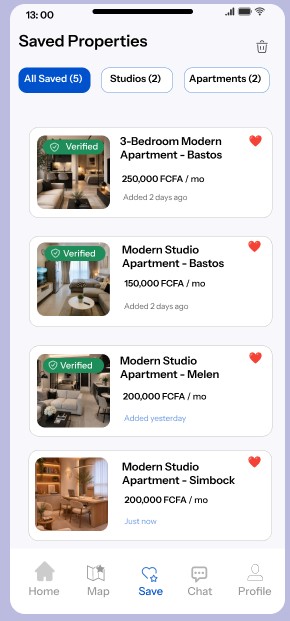 13: 00
Saved Properties
All Saved (5)
Studios (2)
Apartments (2)
Verified
3-Bedroom Modern
Apartment - Bastos
250,000 FCFA / mo
Added 2 days ago
Verified
Modern Studio
Apartment - Bastos
150,000 FCFA / mo
Added 2 days ago
Verified
Modern Studio
Apartment - Melen
200,000 FCFA / mo
Added yesterday
Modern Studio
Apartment - Simbock
200,000 FCFA / mo
Just now
Home
Map
Save
Chat
Profile